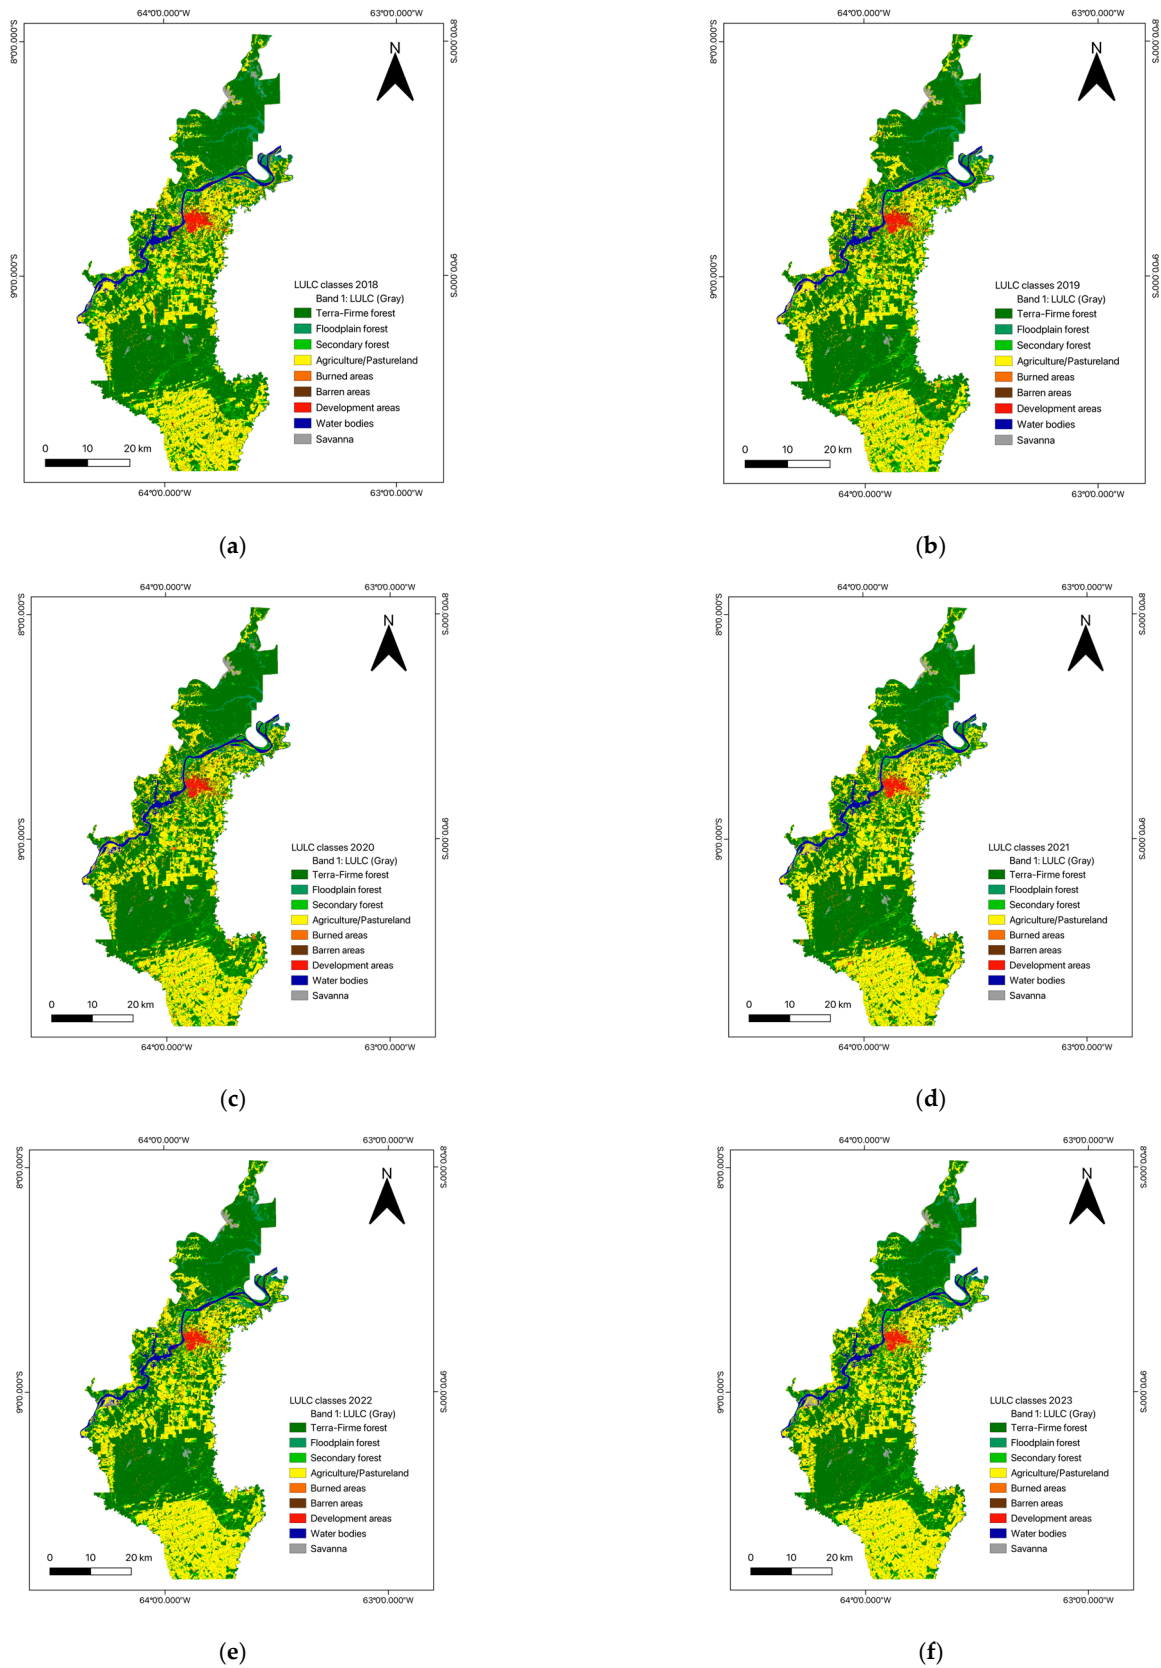 64°0'0.000"W 63°0'0.000"W
8°0'0.000"S 8°0'0.000"S
N
9°0'0.000"S 9°0'0.000"S
LULC classes 2018
Band 1: LULC (Gray)
Terra-Firme forest
Floodplain forest
Secondary forest
Agriculture/Pastureland
Burned areas
Barren areas
Development areas
Water bodies
Savanna
0 10 20 km
64°0'0.000"W 63°0'0.000"W
(a)
64°0'0.000"W 63°0'0.000"W
8°0'0.000"S 8°0'0.000"S
N
9°0'0.000"S 9°0'0.000"S
LULC classes 2019
Band 1: LULC (Gray)
Terra-Firme forest
Floodplain forest
Secondary forest
Agriculture/Pastureland
Burned areas
Barren areas
Development areas
Water bodies
Savanna
0 10 20 km
64°0'0.000"W 63°0'0.000"W
(b)
64°0'0.000"W 63°0'0.000"W
8°0'0.000"S 8°0'0.000"S
N
9°0'0.000"S 9°0'0.000"S
LULC classes 2020
Band 1: LULC (Gray)
Terra-Firme forest
Floodplain forest
Secondary forest
Agriculture/Pastureland
Burned areas
Barren areas
Development areas
Water bodies
Savanna
0 10 20 km
64°0'0.000"W 63°0'0.000"W
(c)
64°0'0.000"W 63°0'0.000"W
8°0'0.000"S 8°0'0.000"S
N
9°0'0.000"S 9°0'0.000"S
LULC classes 2021
Band 1: LULC (Gray)
Terra-Firme forest
Floodplain forest
Secondary forest
Agriculture/Pastureland
Burned areas
Barren areas
Development areas
Water bodies
Savanna
0 10 20 km
64°0'0.000"W 63°0'0.000"W
(d)
64°0'0.000"W 63°0'0.000"W
8°0'0.000"S 8°0'0.000"S
N
9°0'0.000"S 9°0'0.000"S
LULC classes 2022
Band 1: LULC (Gray)
Terra-Firme forest
Floodplain forest
Secondary forest
Agriculture/Pastureland
Burned areas
Barren areas
Development areas
Water bodies
Savanna
0 10 20 km
64°0'0.000"W 63°0'0.000"W
(e)
64°0'0.000"W 63°0'0.000"W
8°0'0.000"S 8°0'0.000"S
N
9°0'0.000"S 9°0'0.000"S
LULC classes 2023
Band 1: LULC (Gray)
Terra-Firme forest
Floodplain forest
Secondary forest
Agriculture/Pastureland
Burned areas
Barren areas
Development areas
Water bodies
Savanna
0 10 20 km
64°0'0.000"W 63°0'0.000"W
(f)